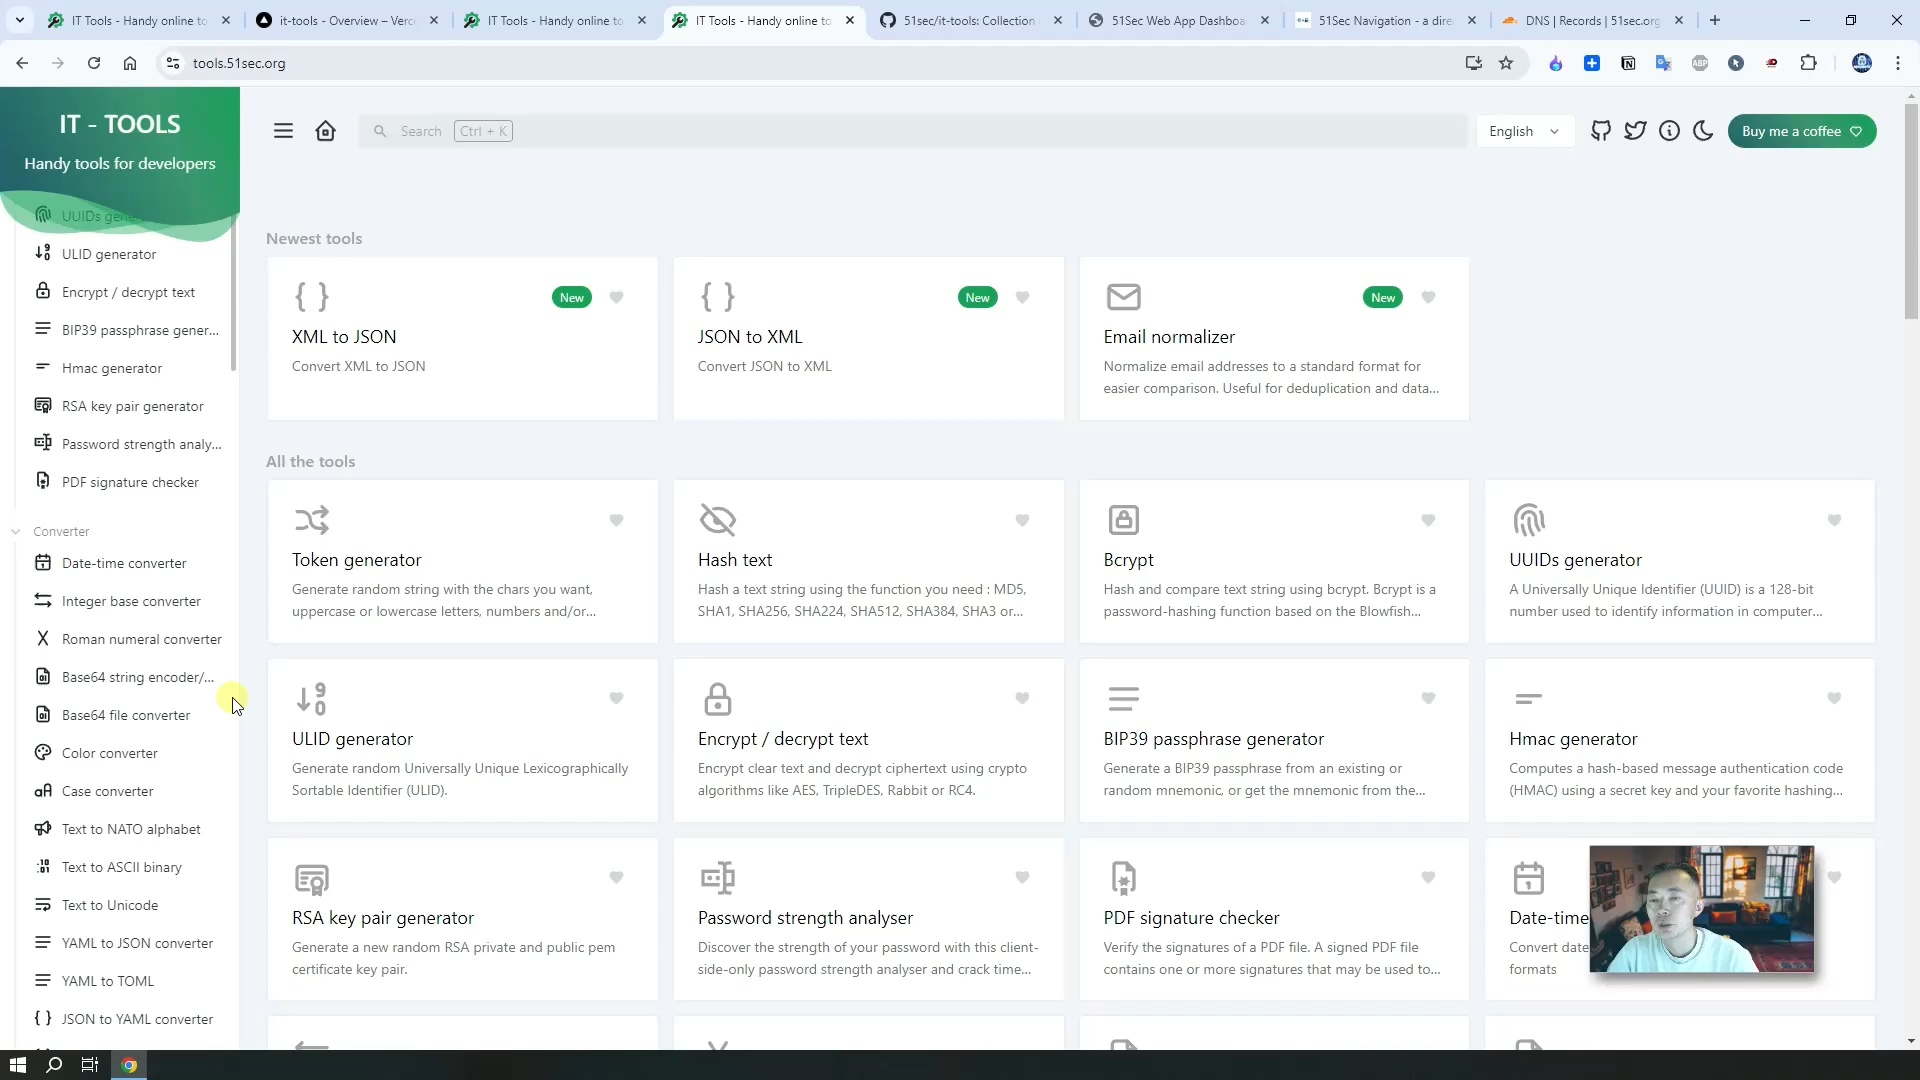 IT Tools - Handy online to
it-tools - Overview – Verc
IT Tools - Handy online to
IT Tools - Handy online to
51sec/it-tools: Collection
51Sec Web App Dashboa
51Sec Navigation - a dire
DNS | Records | 51sec.org
tools.51sec.org
ABP
IT - TOOLS
Handy tools for developers
Search
Ctrl + K
English
Buy me a coffee
UUIDs gene
ULID generator
Encrypt / decrypt text
BIP39 passphrase gener...
Hmac generator
RSA key pair generator
Password strength analy...
PDF signature checker
Converter
Date-time converter
Integer base converter
Roman numeral converter
Base64 string encoder/...
Base64 file converter
Color converter
Case converter
Text to NATO alphabet
Text to ASCII binary
Text to Unicode
YAML to JSON converter
YAML to TOML
JSON to YAML converter
Newest tools
New
XML to JSON
Convert XML to JSON
New
JSON to XML
Convert JSON to XML
New
Email normalizer
Normalize email addresses to a standard format for
easier comparison. Useful for deduplication and data...
All the tools
Token generator
Generate random string with the chars you want,
uppercase or lowercase letters, numbers and/or...
Hash text
Hash a text string using the function you need : MD5,
SHA1, SHA256, SHA224, SHA512, SHA384, SHA3 or...
Bcrypt
Hash and compare text string using bcrypt. Bcrypt is a
password-hashing function based on the Blowfish...
UUIDs generator
A Universally Unique Identifier (UUID) is a 128-bit
number used to identify information in computer...
ULID generator
Generate random Universally Unique Lexicographically
Sortable Identifier (ULID).
Encrypt / decrypt text
Encrypt clear text and decrypt ciphertext using crypto
algorithms like AES, TripleDES, Rabbit or RC4.
BIP39 passphrase generator
Generate a BIP39 passphrase from an existing or
random mnemonic, or get the mnemonic from the...
Hmac generator
Computes a hash-based message authentication code
(HMAC) using a secret key and your favorite hashing...
RSA key pair generator
Generate a new random RSA private and public pem
certificate key pair.
Password strength analyser
Discover the strength of your password with this client-
side-only password strength analyser and crack time...
PDF signature checker
Verify the signatures of a PDF file. A signed PDF file
contains one or more signatures that may be used to...
Date-time
Convert date
formats